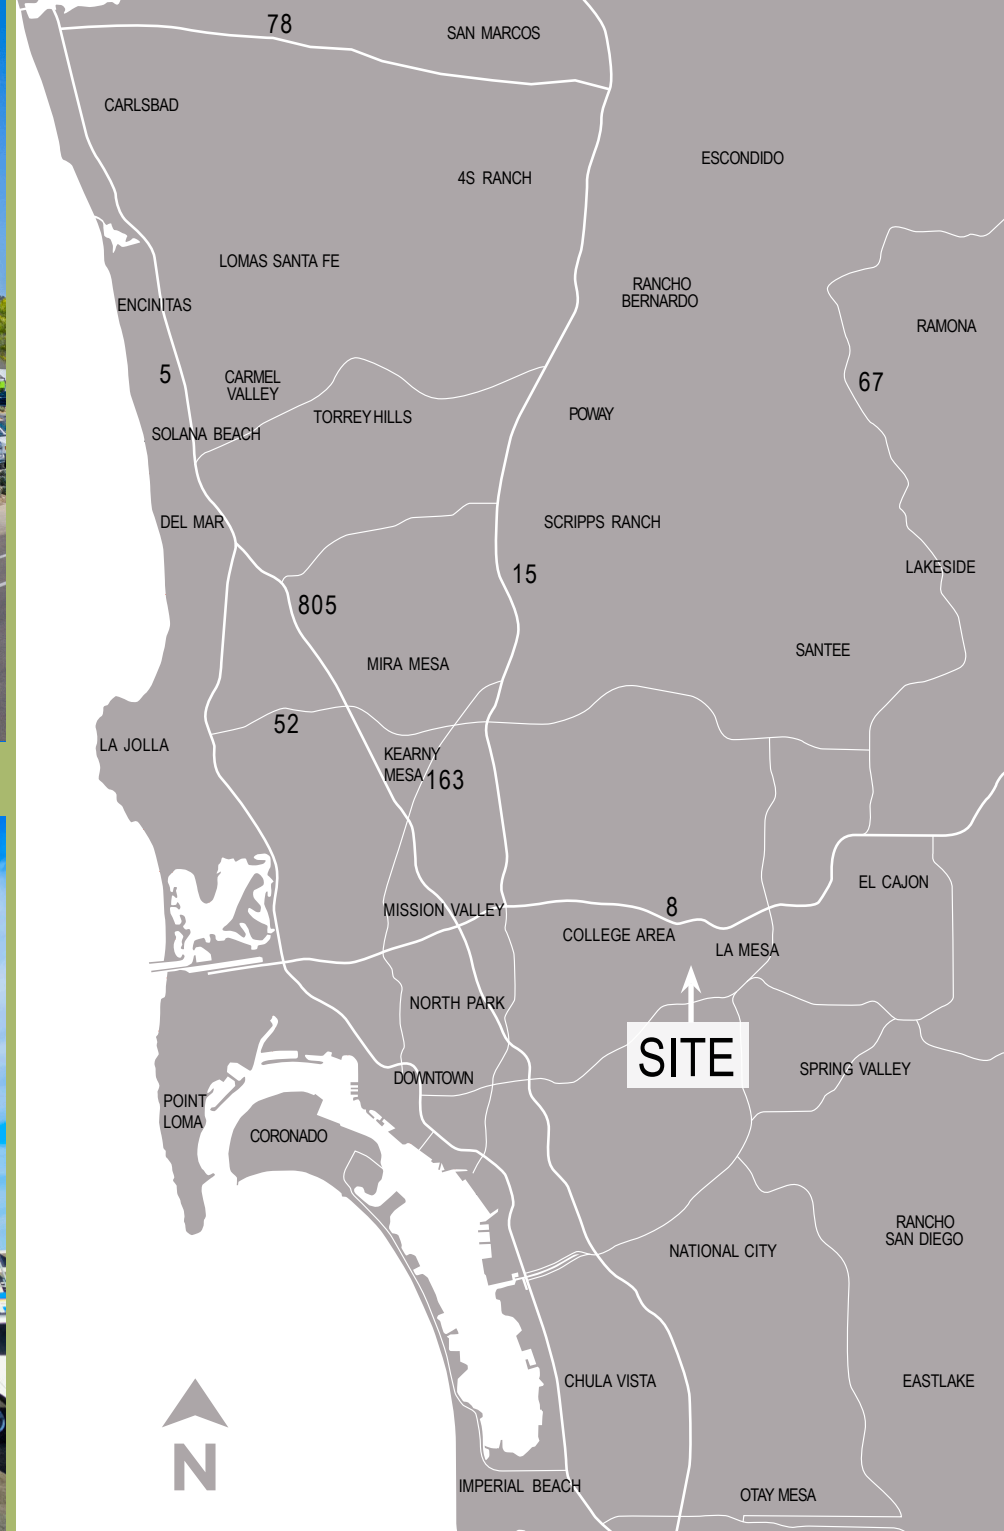 78
SAN MARCOS
CARLSBAD
ESCONDIDO
4S RANCH
LOMAS SANTA FE
RANCHO
BERNARDO
ENCINITAS
RAMONA
5
CARMEL
VALLEY
67
TORREY HILLS
POWAY
SOLANA BEACH
DEL MAR
SCRIPPS RANCH
15
LAKESIDE
805
MIRA MESA
SANTEE
52
LA JOLLA
KEARNY
MESA
163
EL CAJON
MISSION VALLEY
8
COLLEGE AREA
LA MESA
NORTH PARK
SITE
DOWNTOWN
SPRING VALLEY
POINT
LOMA
CORONADO
RANCHO
SAN DIEGO
NATIONAL CITY
CHULA VISTA
EASTLAKE
N
IMPERIAL BEACH
OTAY MESA